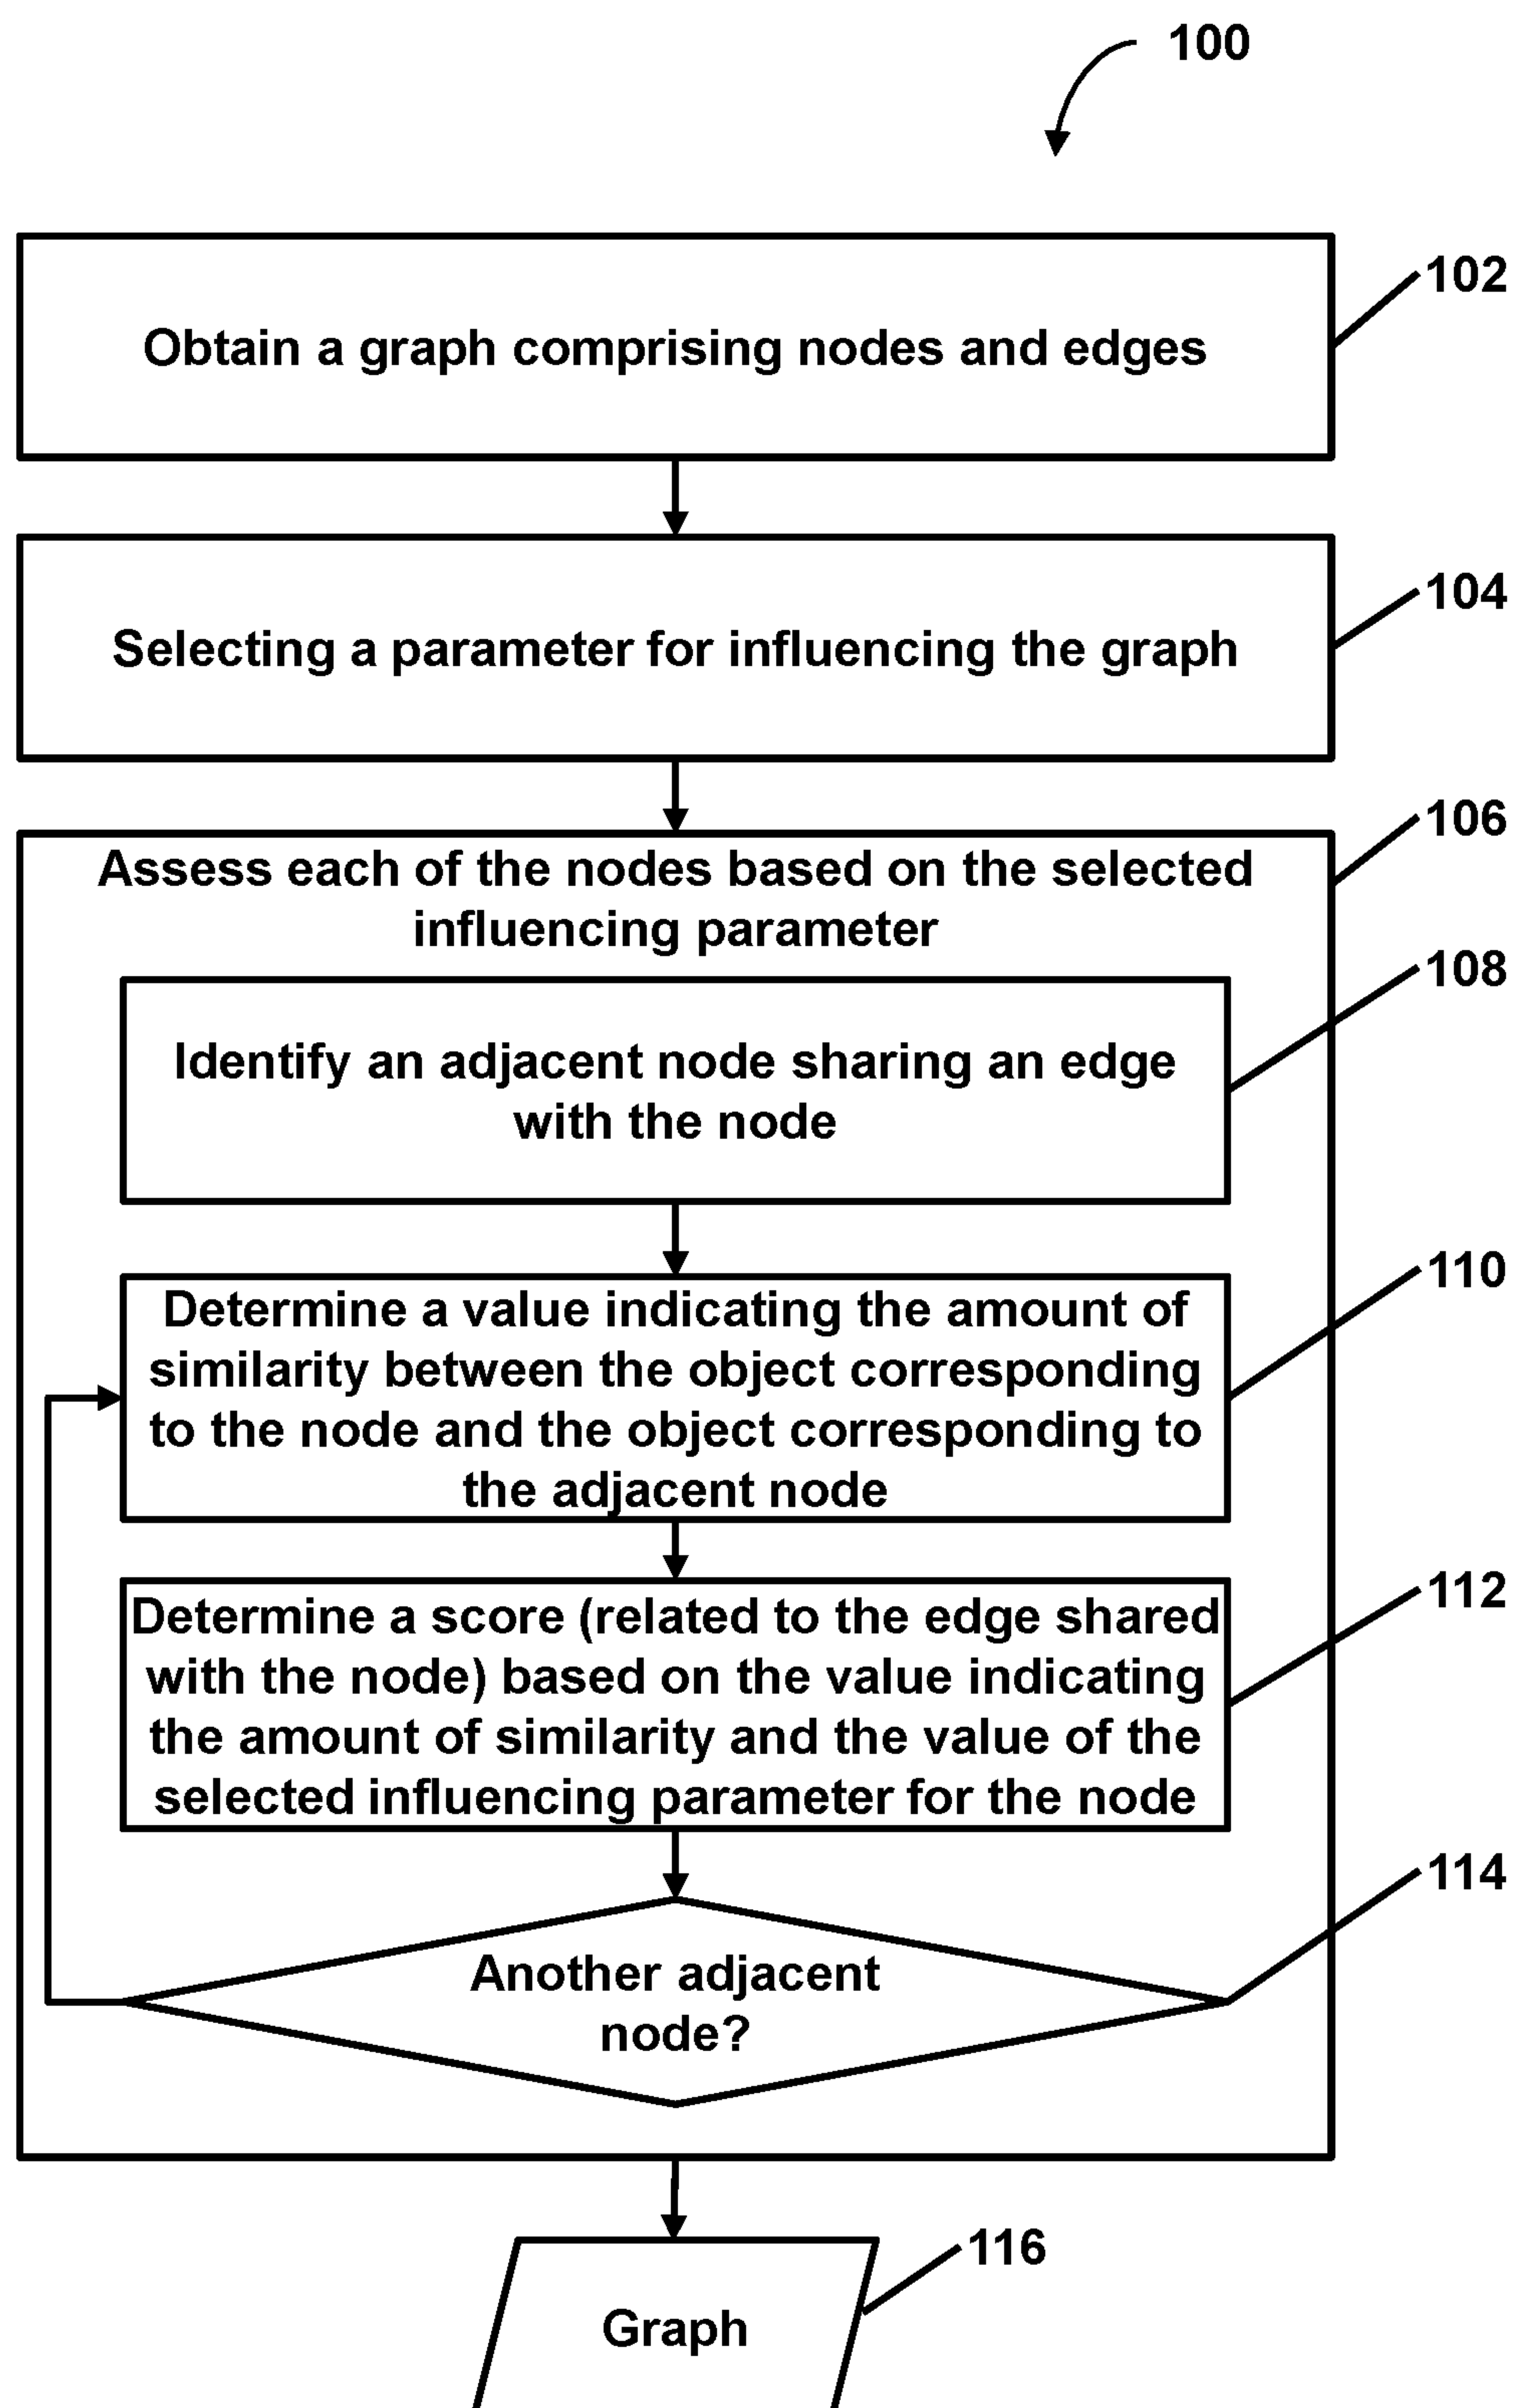 100
Obtain a graph comprising nodes and edges
102
Selecting a parameter for influencing the graph
104
106
Assess each of the nodes based on the selected
influencing parameter
108
Identify an adjacent node sharing an edge
with the node
110
Determine a value indicating the amount of
similarity between the object corresponding
to the node and the object corresponding to
the adjacent node
112
Determine a score (related to the edge shared
with the node) based on the value indicating
the amount of similarity and the value of the
selected influencing parameter for the node
114
Another adjacent
node?
116
Graph